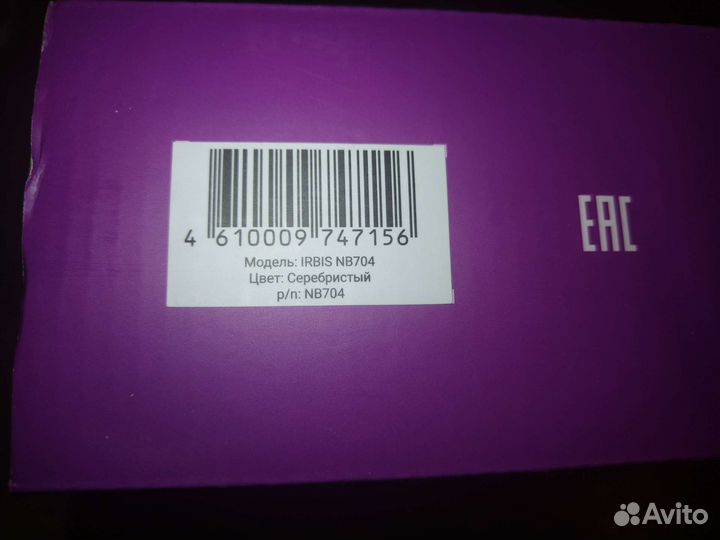 4 610009 747156
Модель: IRBIS NB704
Цвет: Серебристый
p/n: NB704
EAC
Avito